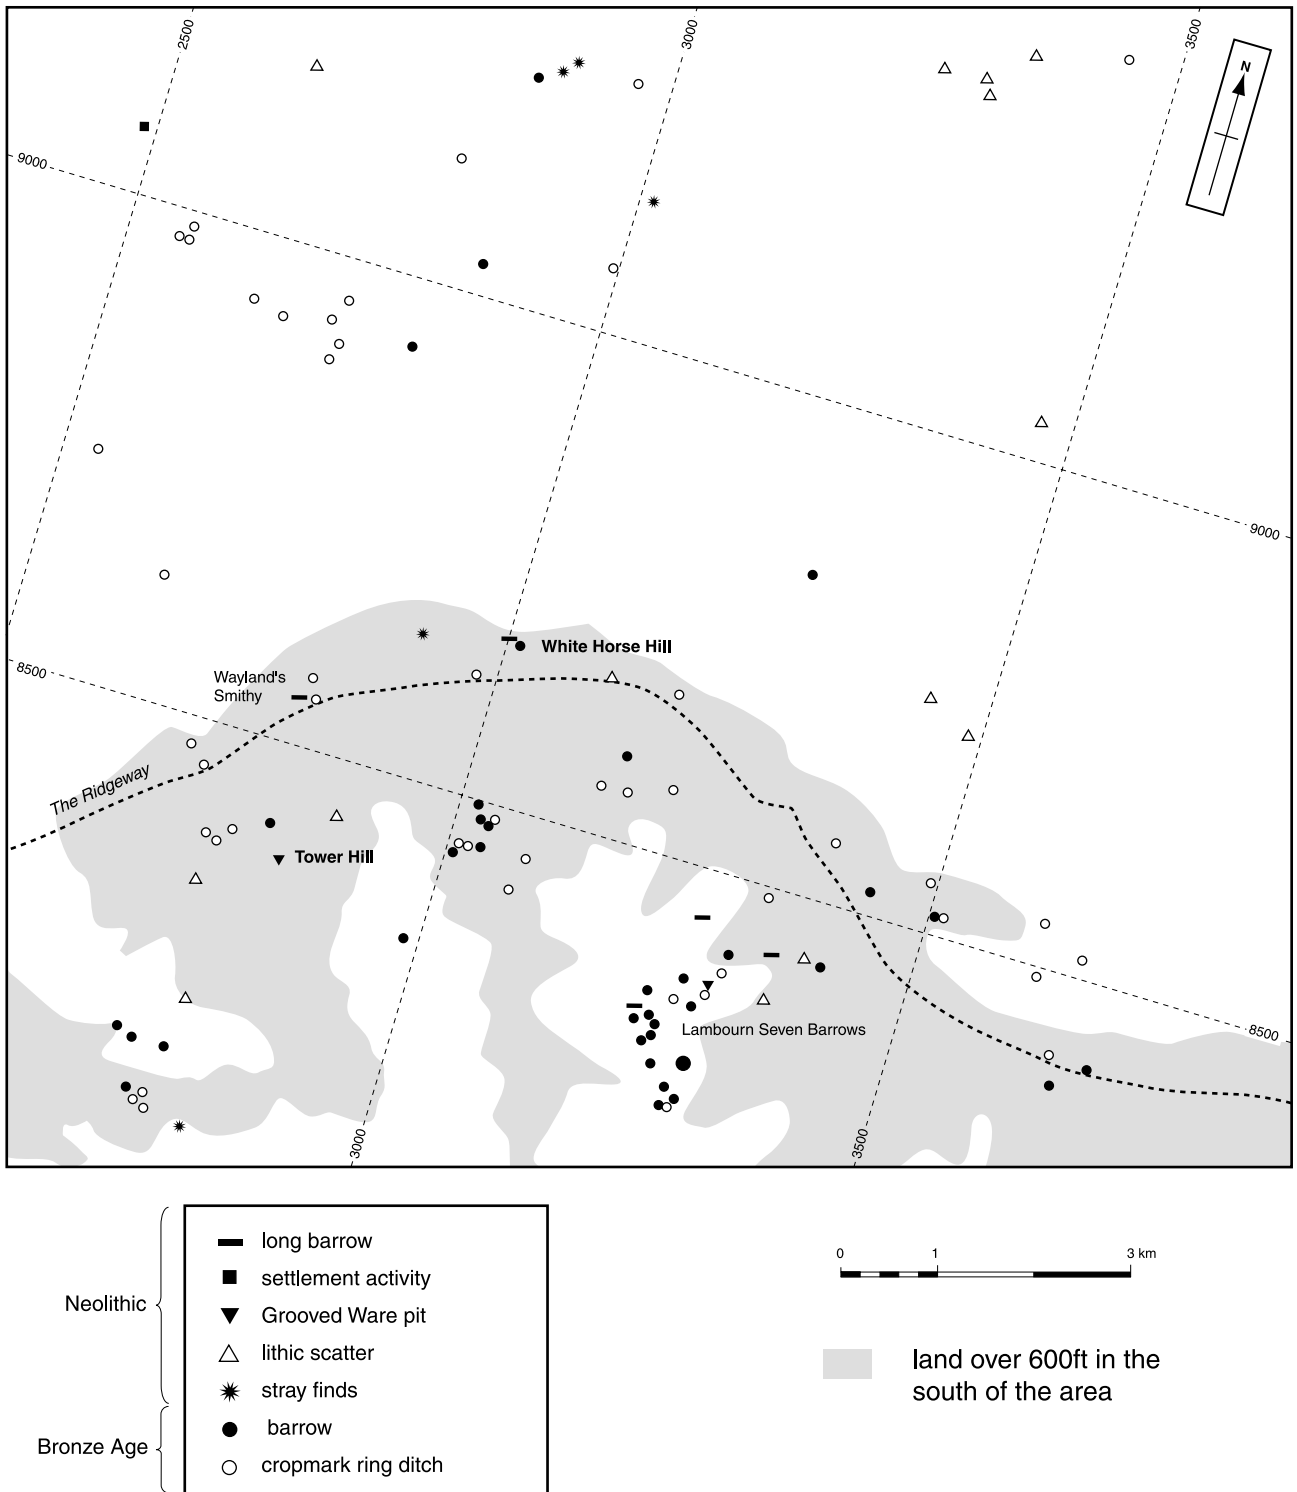 2500
3000
3500
N
9000
9000
White Horse Hill
8500
Wayland's
Smithy
The Ridgeway
Tower Hill
Lambourn Seven Barrows
8500
3000
3500
long barrow
settlement activity
Neolithic
Grooved Ware pit
lithic scatter
stray finds
Bronze Age
barrow
cropmark ring ditch
0 1 3 km
land over 600ft in the
south of the area